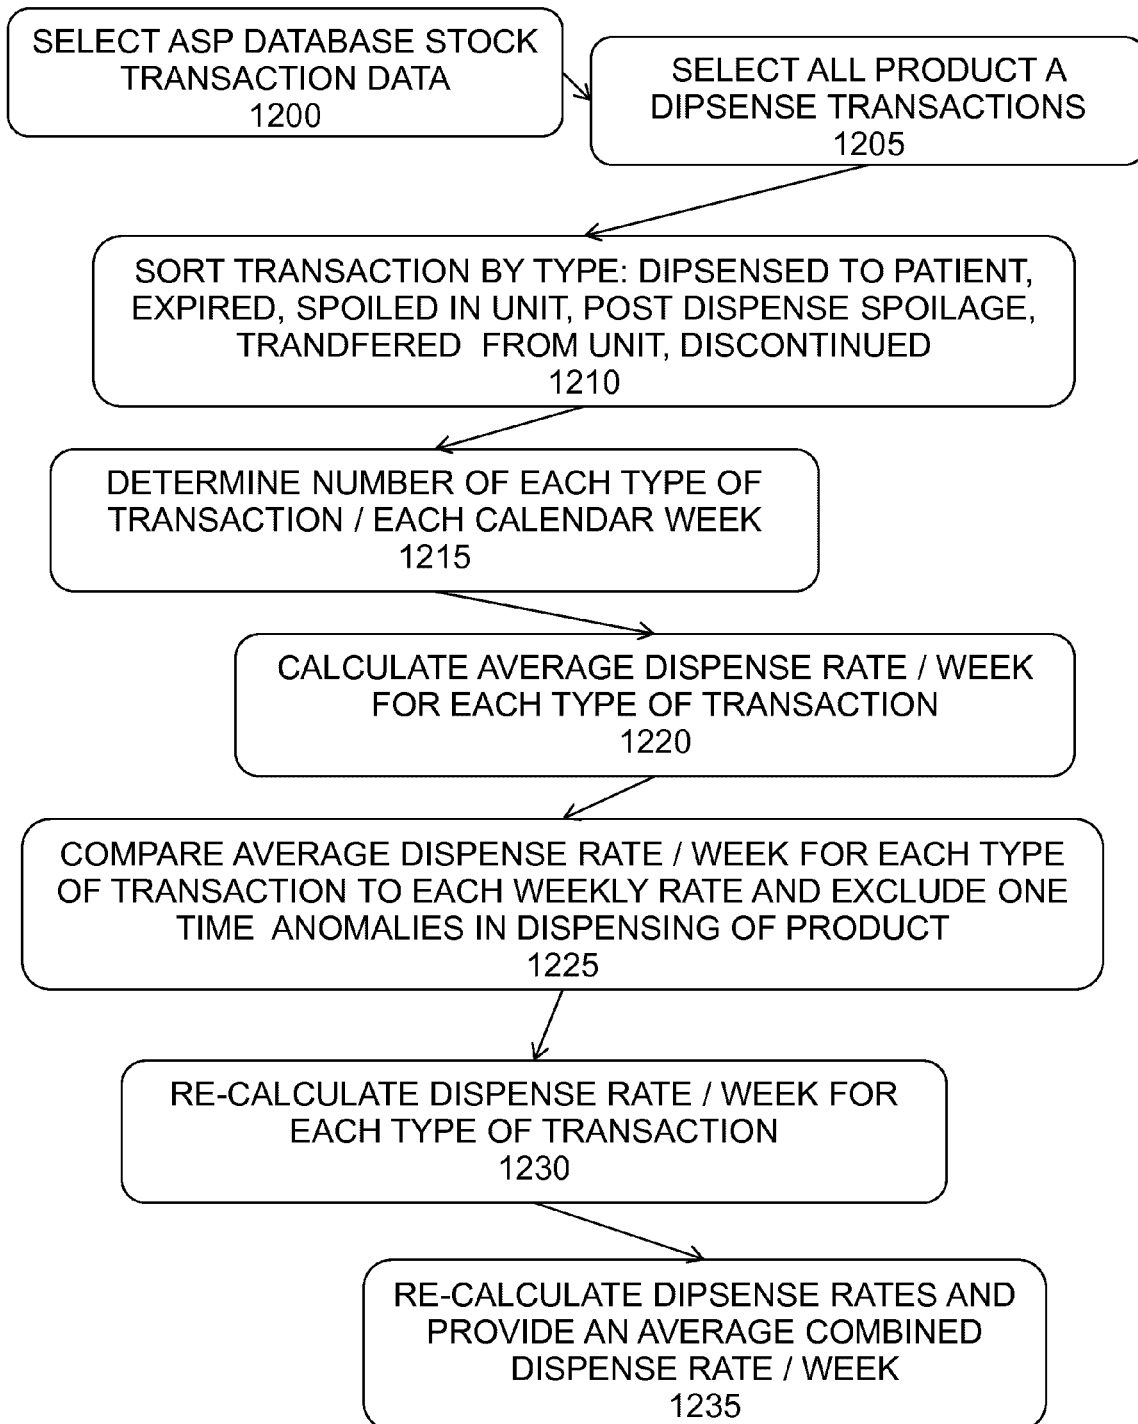 SELECT ASP DATABASE STOCK
TRANSACTION DATA
1200
SELECT ALL PRODUCT A
DIPSENSE TRANSACTIONS
1205
SORT TRANSACTION BY TYPE: DIPSENSED TO PATIENT,
EXPIRED, SPOILED IN UNIT, POST DISPENSE SPOILAGE,
TRANDFERED FROM UNIT, DISCONTINUED
1210
DETERMINE NUMBER OF EACH TYPE OF
TRANSACTION / EACH CALENDAR WEEK
1215
CALCULATE AVERAGE DISPENSE RATE / WEEK
FOR EACH TYPE OF TRANSACTION
1220
COMPARE AVERAGE DISPENSE RATE / WEEK FOR EACH TYPE
OF TRANSACTION TO EACH WEEKLY RATE AND EXCLUDE ONE
TIME ANOMALIES IN DISPENSING OF PRODUCT
1225
RE-CALCULATE DISPENSE RATE / WEEK FOR
EACH TYPE OF TRANSACTION
1230
RE-CALCULATE DIPSENSE RATES AND
PROVIDE AN AVERAGE COMBINED
DISPENSE RATE / WEEK
1235